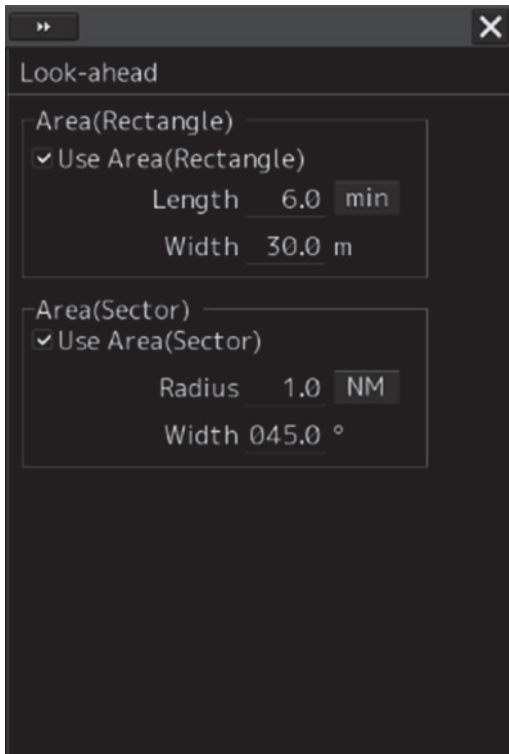 Look-ahead
Area(Rectangle)
Use Area(Rectangle)
Length 6.0 min
Width 30.0 m
Area(Sector)
Use Area(Sector)
Radius 1.0 NM
Width 045.0 °